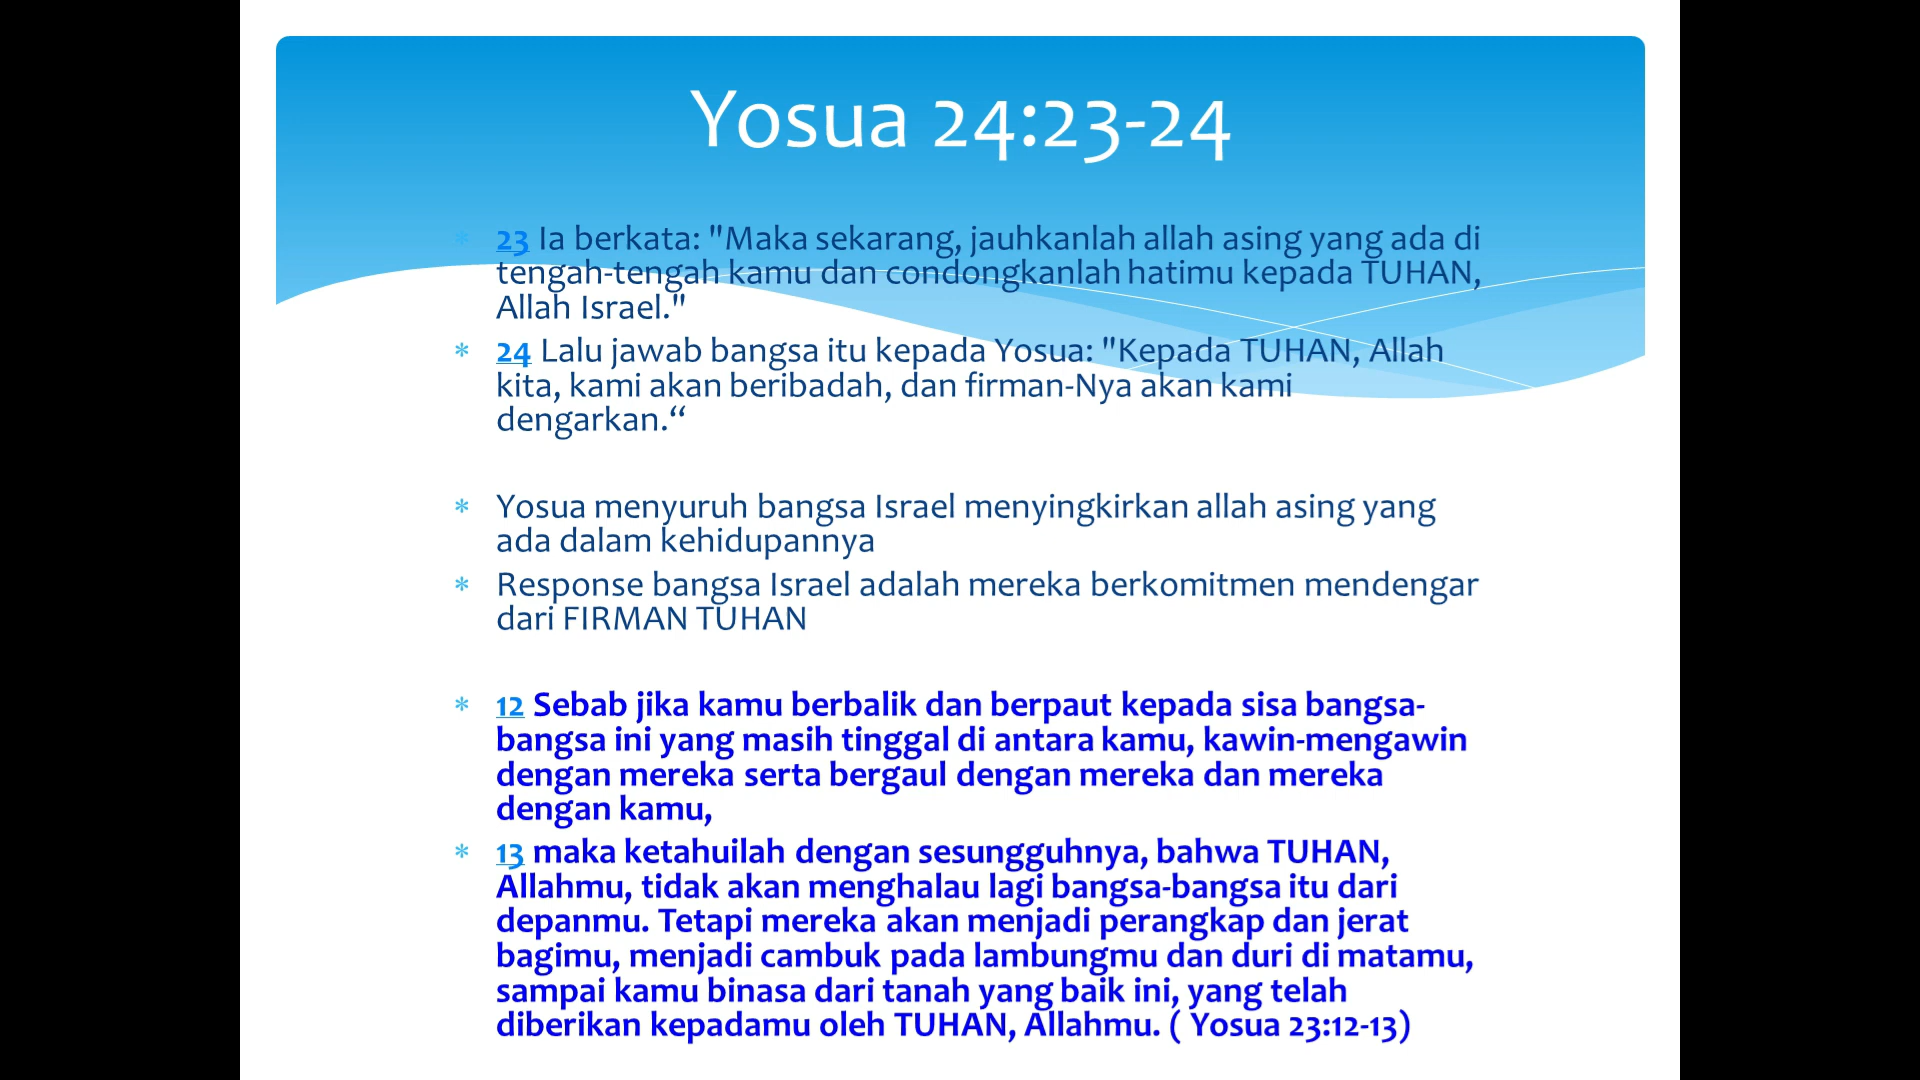 Yosua 24:23-24
* 23 Ia berkata: "Maka sekarang, jauhkanlah allah asing yang ada di
tengah-tengah kamu dan condongkanlah hatimu kepada TUHAN,
Allah Israel."
* 24 Lalu jawab bangsa itu kepada Yosua: "Kepada TUHAN, Allah
kita, kami akan beribadah, dan firman-Nya akan kami
dengarkan.“
* Yosua menyuruh bangsa Israel menyingkirkan allah asing yang
ada dalam kehidupannya
* Response bangsa Israel adalah mereka berkomitmen mendengar
dari FIRMAN TUHAN
* 12 Sebab jika kamu berbalik dan berpaut kepada sisa bangsa-
bangsa ini yang masih tinggal di antara kamu, kawin-mengawin
dengan mereka serta bergaul dengan mereka dan mereka
dengan kamu,
* 13 maka ketahuilah dengan sesungguhnya, bahwa TUHAN,
Allahmu, tidak akan menghalau lagi bangsa-bangsa itu dari
depanmu. Tetapi mereka akan menjadi perangkap dan jerat
bagimu, menjadi cambuk pada lambungmu dan duri di matamu,
sampai kamu binasa dari tanah yang baik ini, yang telah
diberikan kepadamu oleh TUHAN, Allahmu. ( Yosua 23:12-13)